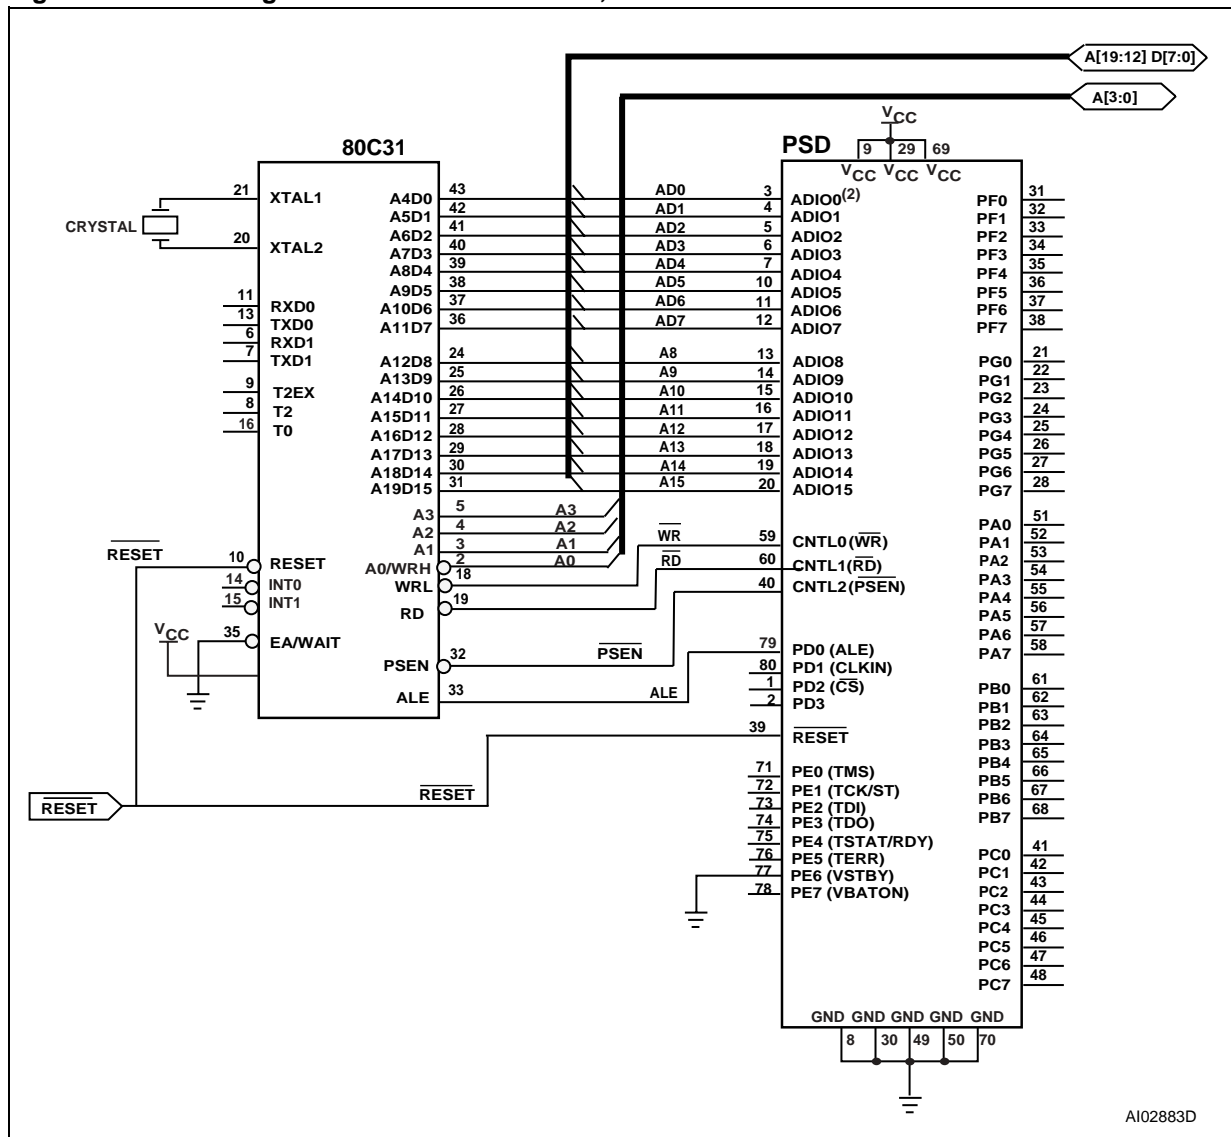 A[19:12] D[7:0]
A[3:0]
VCC
80C31
PSD
9 29 69
VCC VCC VCC
CRYSTAL
21 XTAL1
20 XTAL2
11 RXD0
13 TXD0
6 RXD1
7 TXD1
9 T2EX
8 T2
16 T0
RESET
10 RESET
14 INT0
15 INT1
VCC
35 EA/WAIT
A4D0 43 AD0 3 ADIO0(2)
A5D1 42 AD1 4 ADIO1
A6D2 41 AD2 5 ADIO2
A7D3 40 AD3 6 ADIO3
A8D4 39 AD4 7 ADIO4
A9D5 38 AD5 10 ADIO5
A10D6 37 AD6 11 ADIO6
A11D7 36 AD7 12 ADIO7
A12D8 24 A8 13 ADIO8
A13D9 25 A9 14 ADIO9
A14D10 26 A10 15 ADIO10
A15D11 27 A11 16 ADIO11
A16D12 28 A12 17 ADIO12
A17D13 29 A13 18 ADIO13
A18D14 30 A14 19 ADIO14
A19D15 31 A15 20 ADIO15
A3 5 A3
A2 4 A2
A1 3 A1
A0/WRH 2 A0
WRL 18 WR 59 CNTL0(WR)
RD 19 RD 60 CNTL1(RD)
PSEN 32 PSEN 40 CNTL2(PSEN)
ALE 33 ALE 79 PD0 (ALE)
80 PD1 (CLKIN)
1 PD2 (CS)
2 PD3
RESET RESET 39 RESET
71 PE0 (TMS)
72 PE1 (TCK/ST)
73 PE2 (TDI)
74 PE3 (TDO)
75 PE4 (TSTAT/RDY)
76 PE5 (TERR)
77 PE6 (VSTBY)
78 PE7 (VBATON)
PF0 31
PF1 32
PF2 33
PF3 34
PF4 35
PF5 36
PF6 37
PF7 38
PG0 21
PG1 22
PG2 23
PG3 24
PG4 25
PG5 26
PG6 27
PG7 28
PA0 51
PA1 52
PA2 53
PA3 54
PA4 55
PA5 56
PA6 57
PA7 58
PB0 61
PB1 62
PB2 63
PB3 64
PB4 65
PB5 66
PB6 67
PB7 68
PC0 41
PC1 42
PC2 43
PC3 44
PC4 45
PC5 46
PC6 47
PC7 48
GND GND GND GND GND
8 30 49 50 70
AI02883D